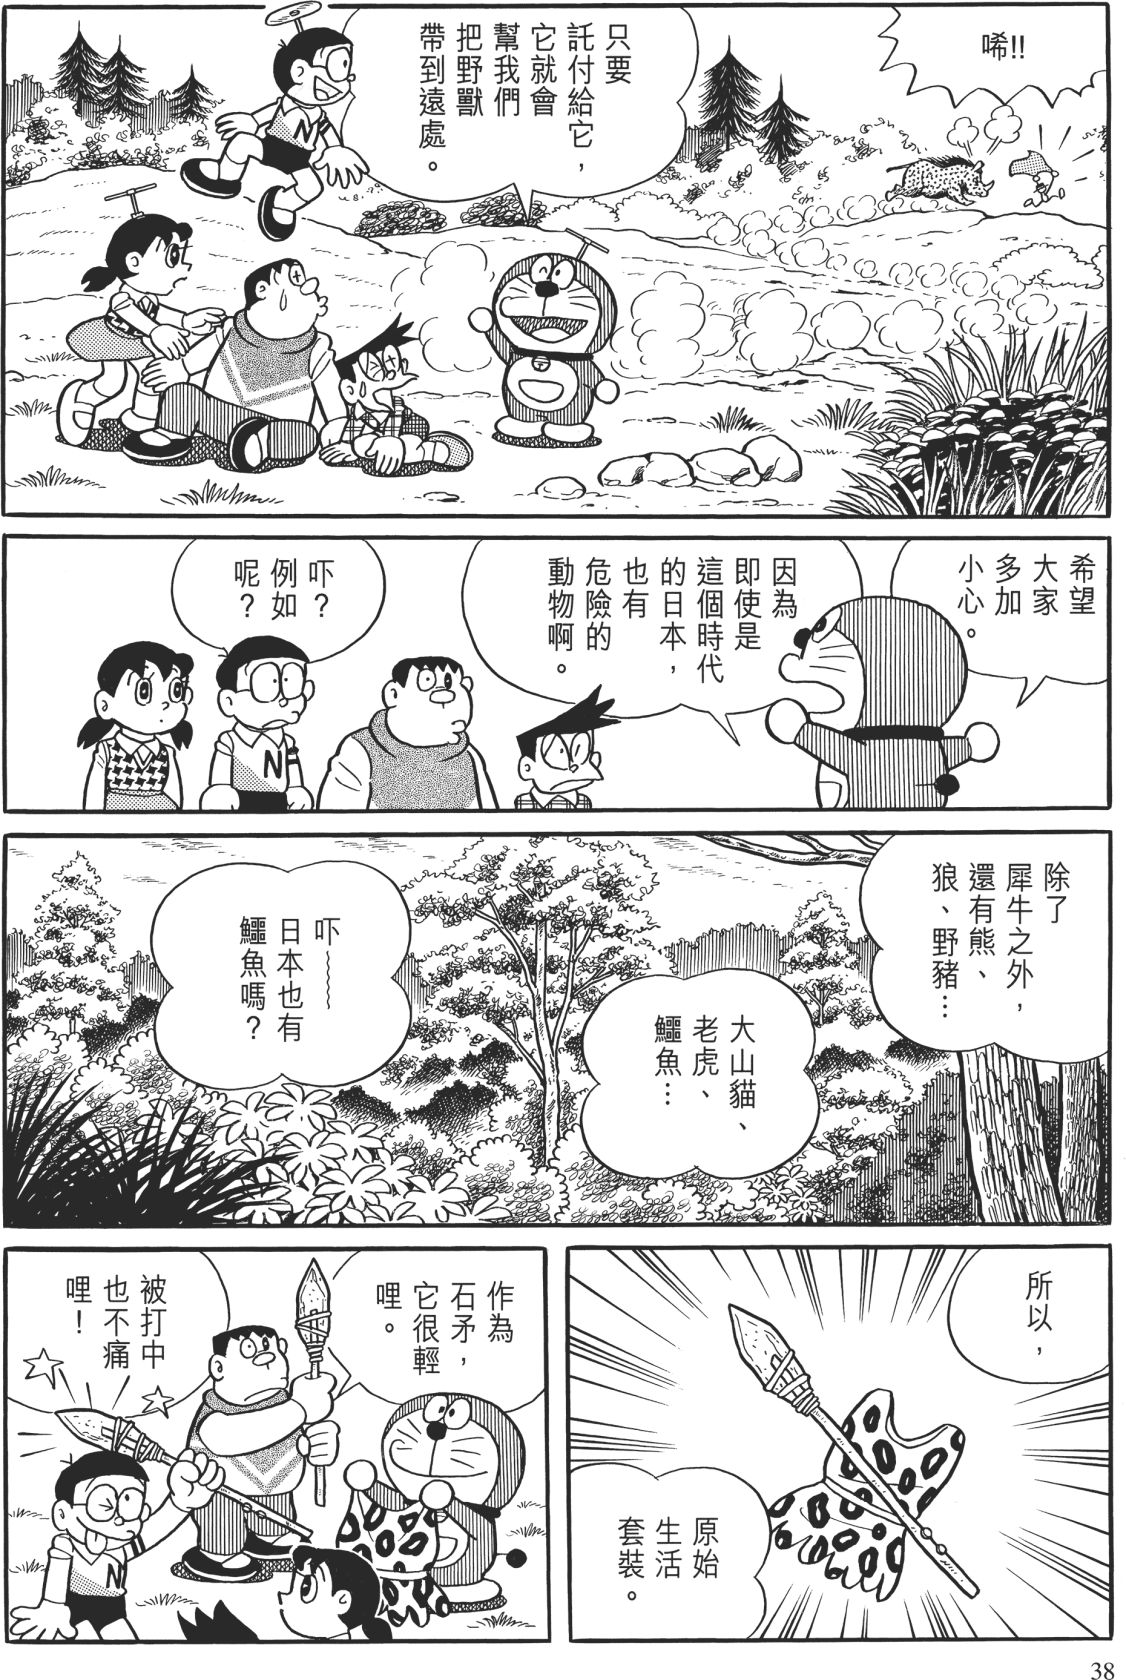 唏!!
只要
託付給它，
它就會
幫我們
把野獸
帶到遠處。
希望
大家
多加
小心。
因為
即使是
這個時代
的日本，
也有
危險的
動物啊。
吓？
例如
呢？
除了
犀牛之外，
還有熊、
狼、野豬…
大山貓、
老虎、
鱷魚…
吓～～
日本也有
鱷魚嗎？
所以，
原始
生活
套裝。
作為
石矛，
它很輕
哩。
被打中
也不痛
哩！
N
N
N
38